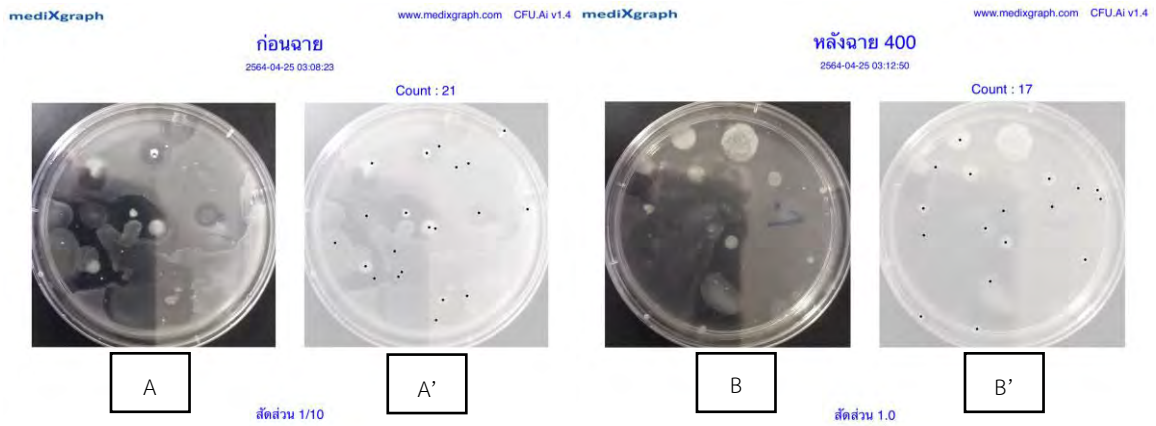 mediXgraph
www.medixgraph.com CFU.Ai v1.4
ก่อนฉาย
2564-04-25 03:08:23
Count : 21
A
A’
สัดส่วน 1/10
mediXgraph
www.medixgraph.com CFU.Ai v1.4
หลังฉาย 400
2564-04-25 03:12:50
Count : 17
B
B’
สัดส่วน 1.0